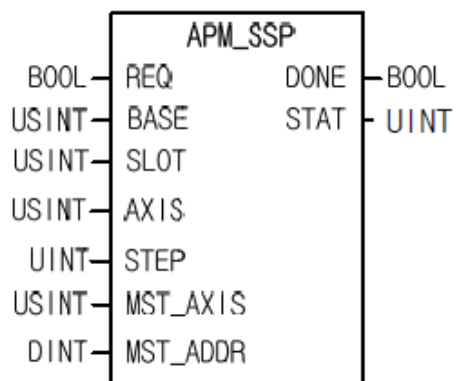 APM_SSP
BOOL REQ DONE BOOL
USINT BASE STAT UINT
USINT SLOT
USINT AXIS
UINT STEP
USINT MST_AXIS
DINT MST_ADDR